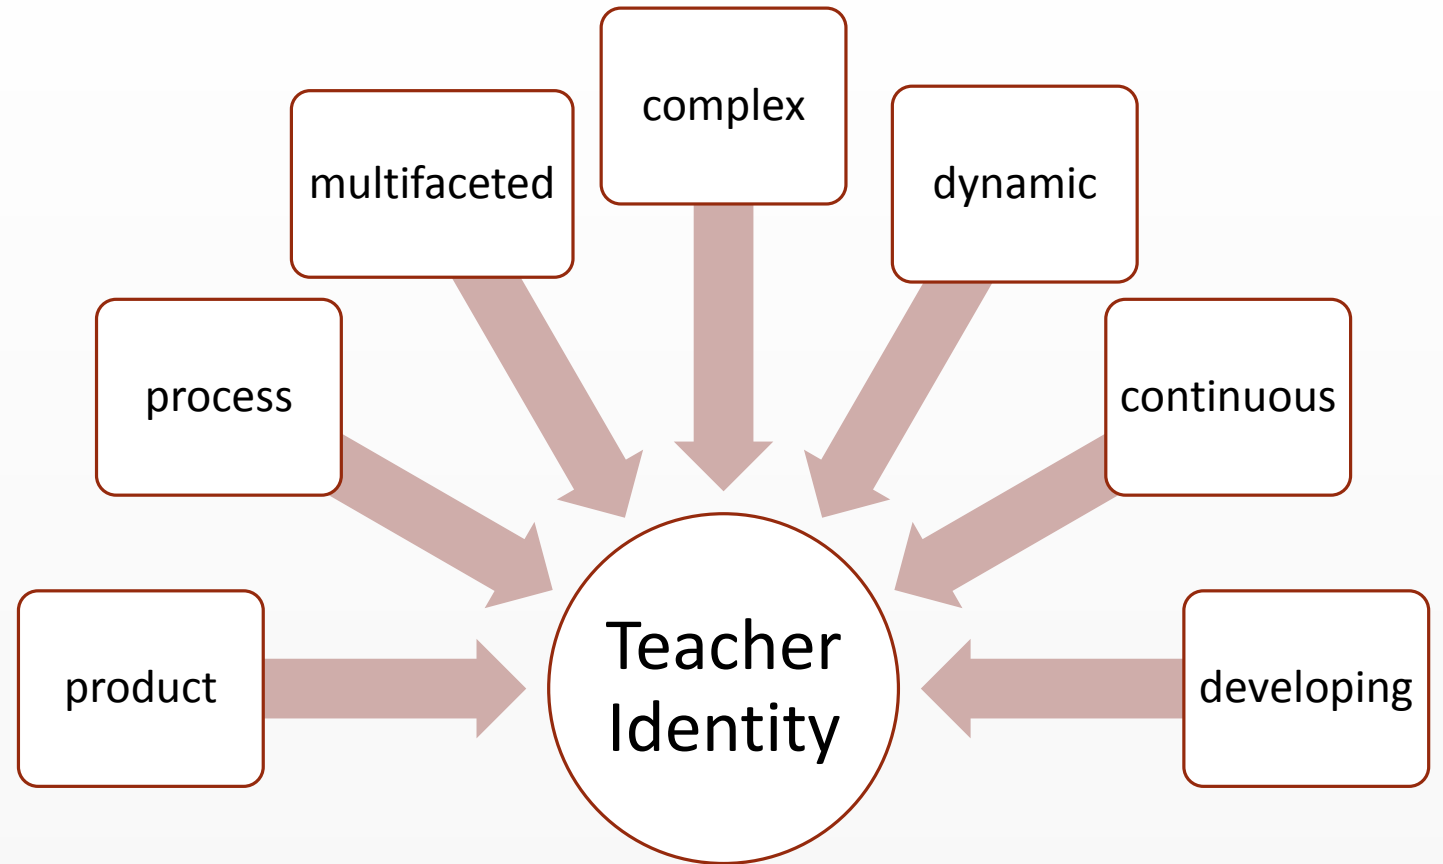 complex
multifaceted
dynamic
process
continuous
product
developing
Teacher
Identity